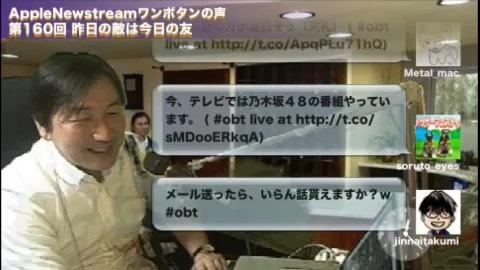 AppleNewstreamワンボタンの声
第160回 昨日の敵は今日の友
( #obt
live at http://t.co/ApqPLu71hQ)
Metal_mac
今、テレビでは乃木坂４８の番組やってい
ます。 ( #obt live at http://t.co/
sMDooERkqA)
soruto_eyes
メール送ったら、いらん話貰えますか？w
#obt
jinnaitakumi